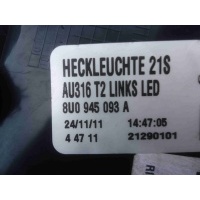 HECKLEUCHTE 21S
AU316 T2 LINKS LED
8U0 945 093 A
24/11/11 14:47:05
4 47 11 21290101